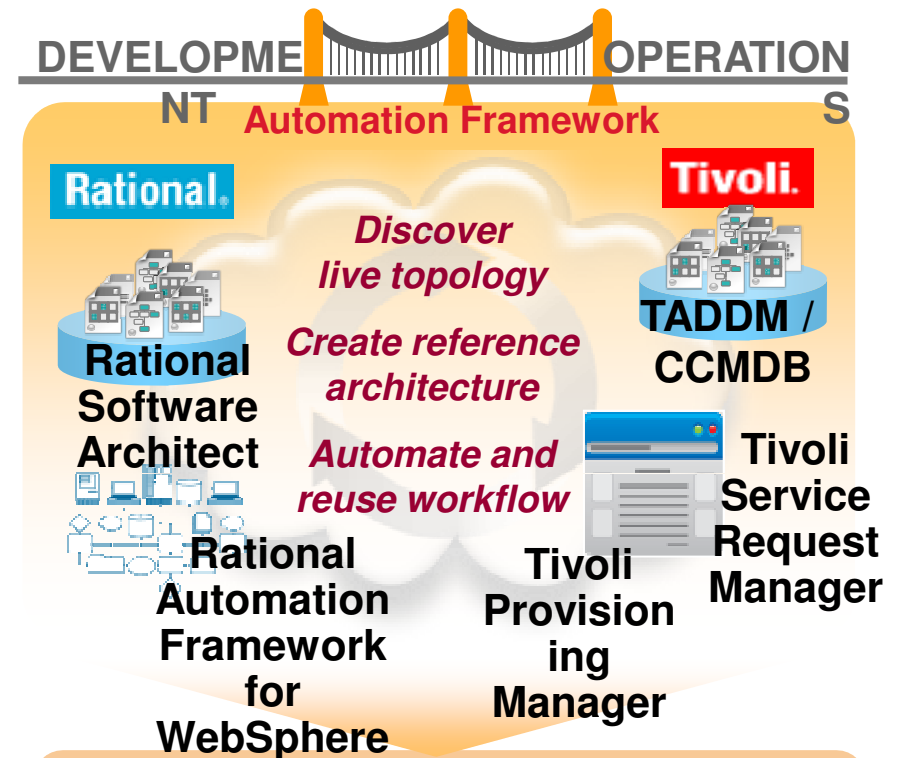 DEVELOPME
NT
OPERATION
S
Automation Framework
Rational.
Tivoli.
Discover
live topology
Create reference
architecture
Automate and
reuse workflow
TADDM /
CCMDB
Rational
Software
Architect
Tivoli
Service
Request
Manager
Rational
Automation
Framework
for
WebSphere
Tivoli
Provision
ing
Manager